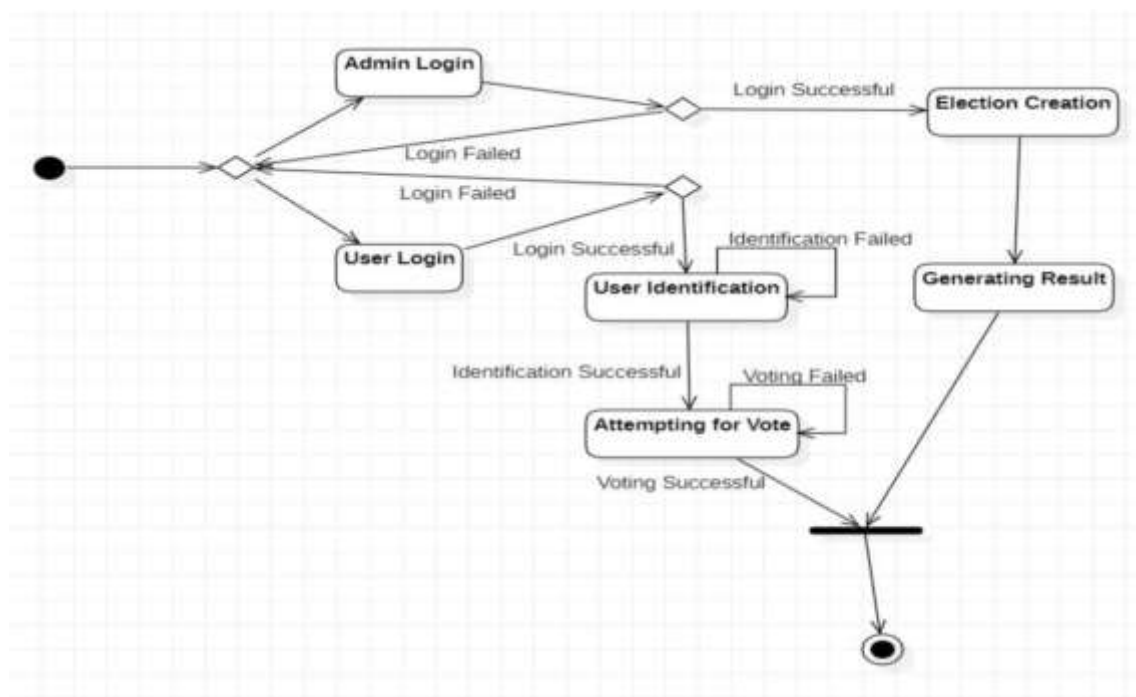 Admin Login
Login Successful
Election Creation
Login Failed
Login Failed
User Login
Login Successful
Identification Failed
User Identification
Generating Result
Identification Successful
Voting Failed
Attempting for Vote
Voting Successful